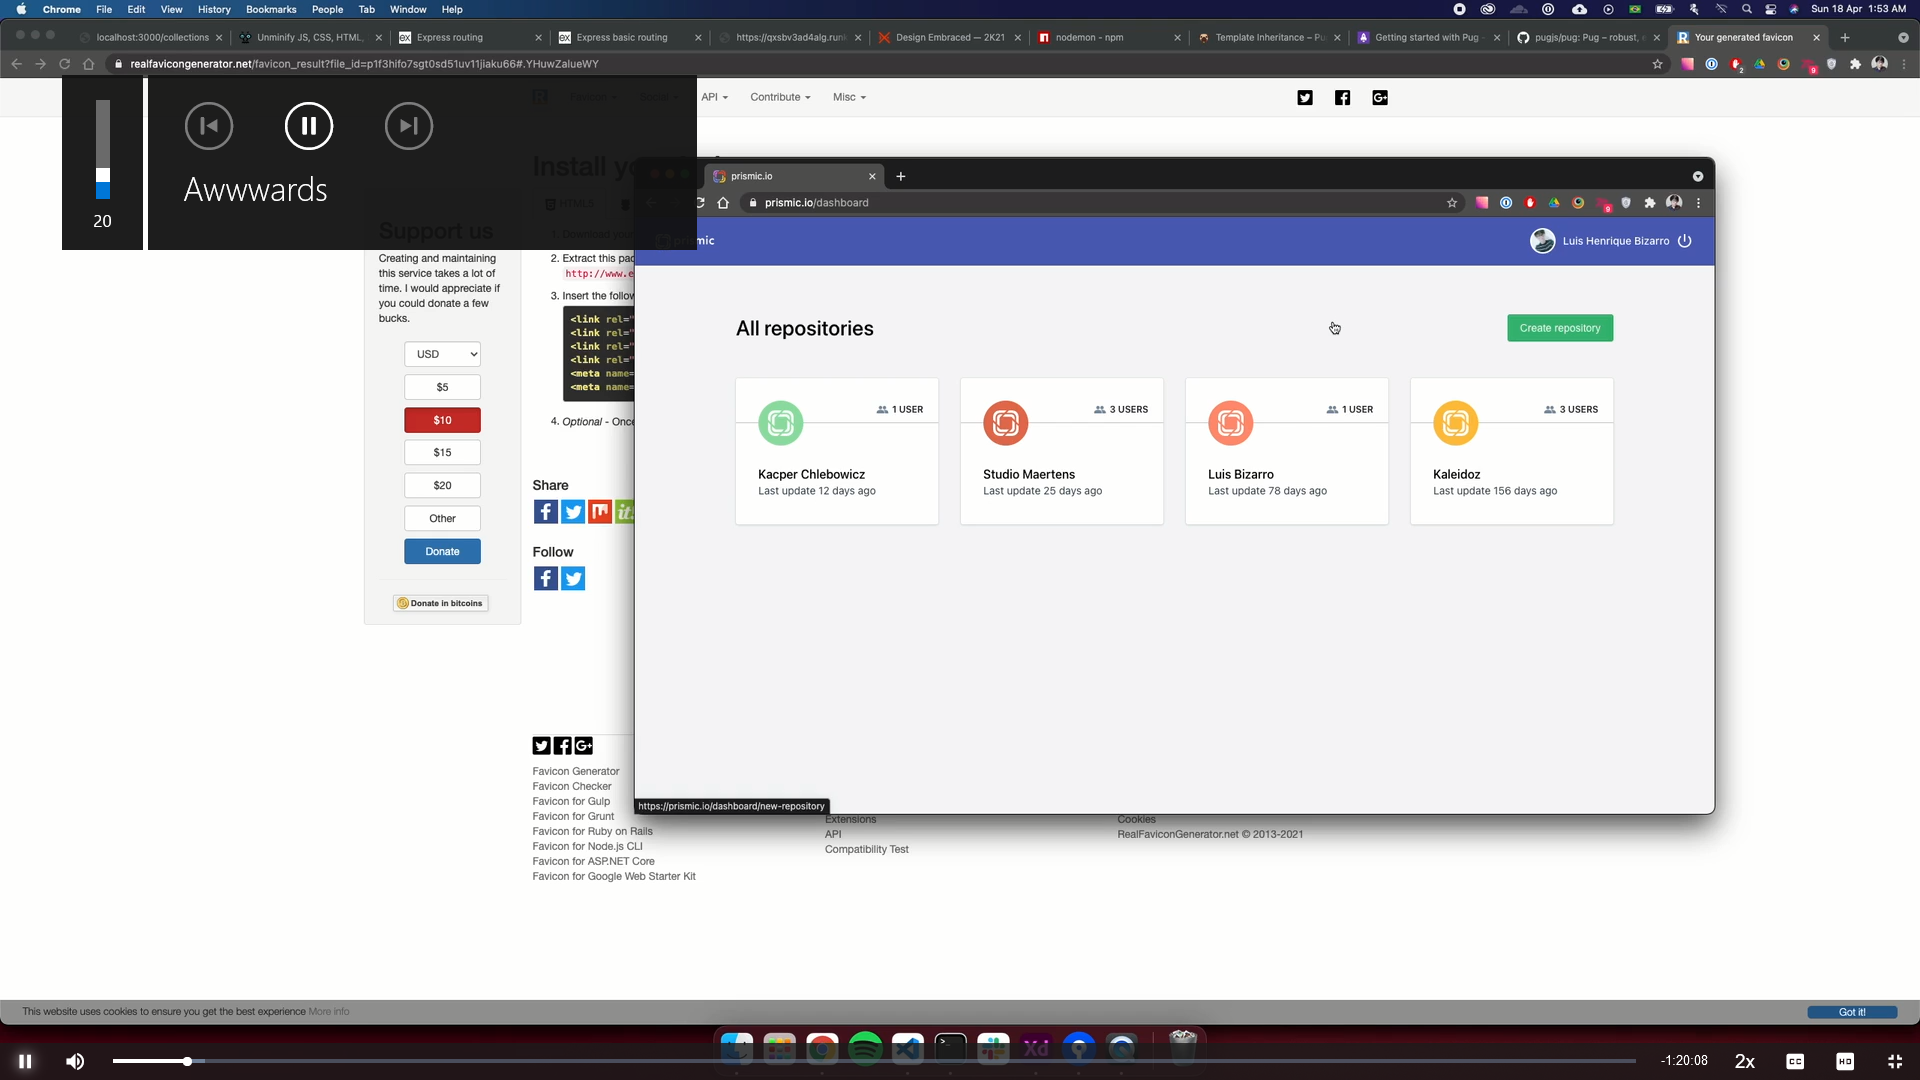 Chrome File Edit View History Bookmarks People Tab Window Help
Sun 18 Apr 1:53 AM
localhost:3000/collections
Unminify JS, CSS, HTML,
Express routing
Express basic routing
https://qxsbv3ad4alg.run
Design Embraced — 2K21
nodemon - npm
Template Inheritance – Pu
Getting started with Pug -
pugjs/pug: Pug – robust, e
Your generated favicon
realfavicongenerator.net/favicon_result?file_id=p1f3hifo7sgt0sd51uv11jiaku66#.YHuwZalueWY
API
Contribute
Misc
20
Awwwards
Install yo
HTML5
1. Download your
Support us
Creating and maintaining
this service takes a lot of
time. I would appreciate if
you could donate a few
bucks.
USD
$5
$10
$15
$20
Other
Donate
Donate in bitcoins
2. Extract this pac
http://www.e
3. Insert the follow
<link rel="
<link rel="
<link rel="
<link rel="
<meta name=
<meta name=
4. Optional - Once
Share
Follow
prismic.io
prismic.io/dashboard
prismic
Luis Henrique Bizarro
All repositories
Create repository
1 USER
Kacper Chlebowicz
Last update 12 days ago
3 USERS
Studio Maertens
Last update 25 days ago
1 USER
Luis Bizarro
Last update 78 days ago
3 USERS
Kaleidoz
Last update 156 days ago
https://prismic.io/dashboard/new-repository
Favicon Generator
Favicon Checker
Favicon for Gulp
Favicon for Grunt
Favicon for Ruby on Rails
Favicon for Node.js CLI
Favicon for ASP.NET Core
Favicon for Google Web Starter Kit
Extensions
API
Compatibility Test
Cookies
RealFaviconGenerator.net © 2013-2021
This website uses cookies to ensure you get the best experience More info
Got it!
-1:20:08
2x
CC
HD